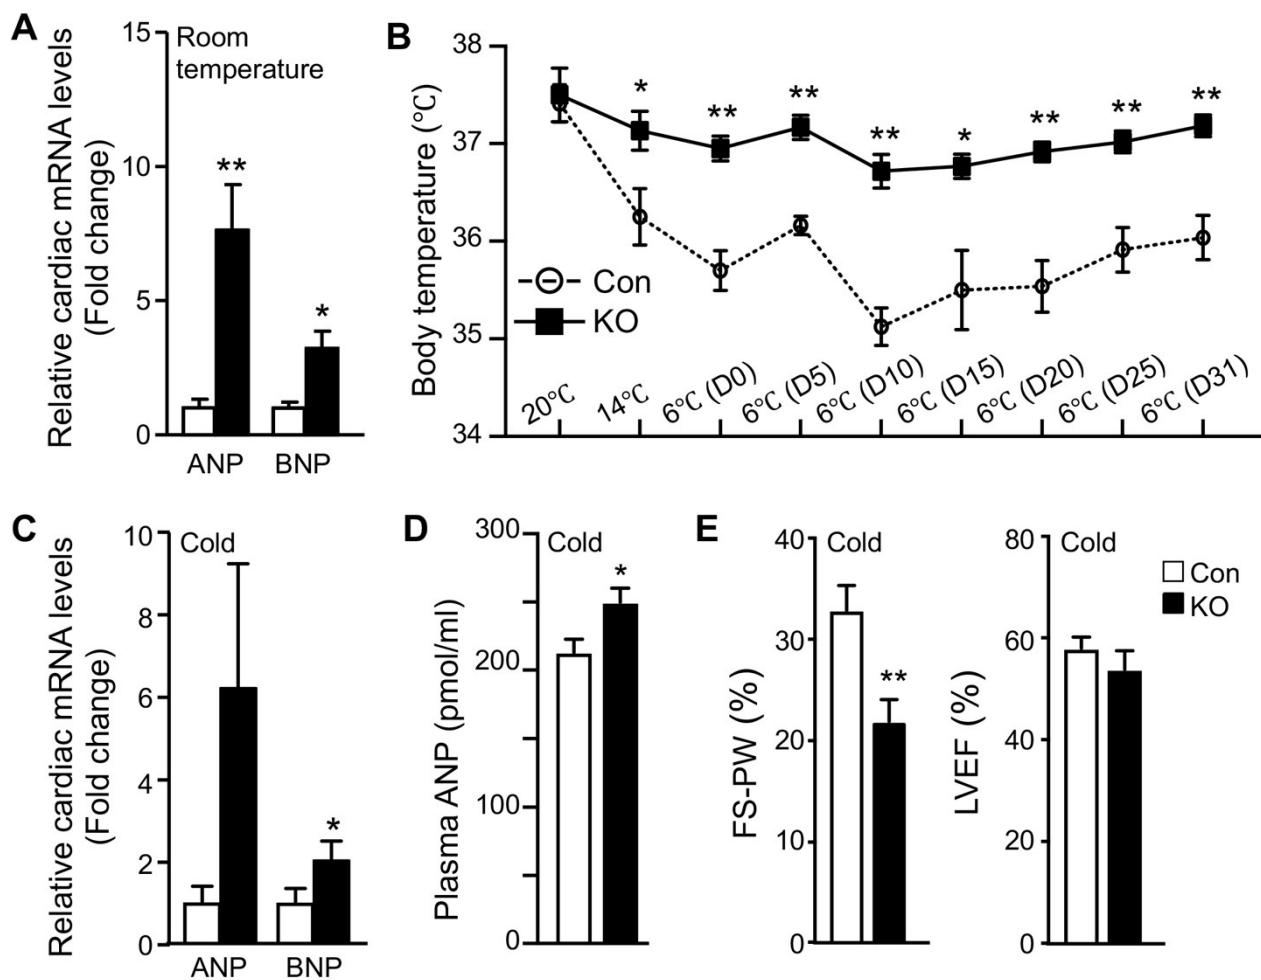 A
Relative cardiac mRNA levels
(Fold change)
15
10
5
0
Room
temperature
**
*
ANP
BNP
B
Body temperature (℃)
38
37
36
35
34
*
**
**
**
*
**
**
**
Con
KO
20℃
14℃
6℃ (D0)
6℃ (D5)
6℃ (D10)
6℃ (D15)
6℃ (D20)
6℃ (D25)
6℃ (D31)
C
Relative cardiac mRNA levels
(Fold change)
10
8
6
4
2
0
Cold
*
ANP
BNP
D
Plasma ANP (pmol/ml)
300
200
100
0
Cold
*
E
FS-PW (%)
40
30
20
10
0
Cold
**
LVEF (%)
80
60
40
20
0
Cold
Con
KO